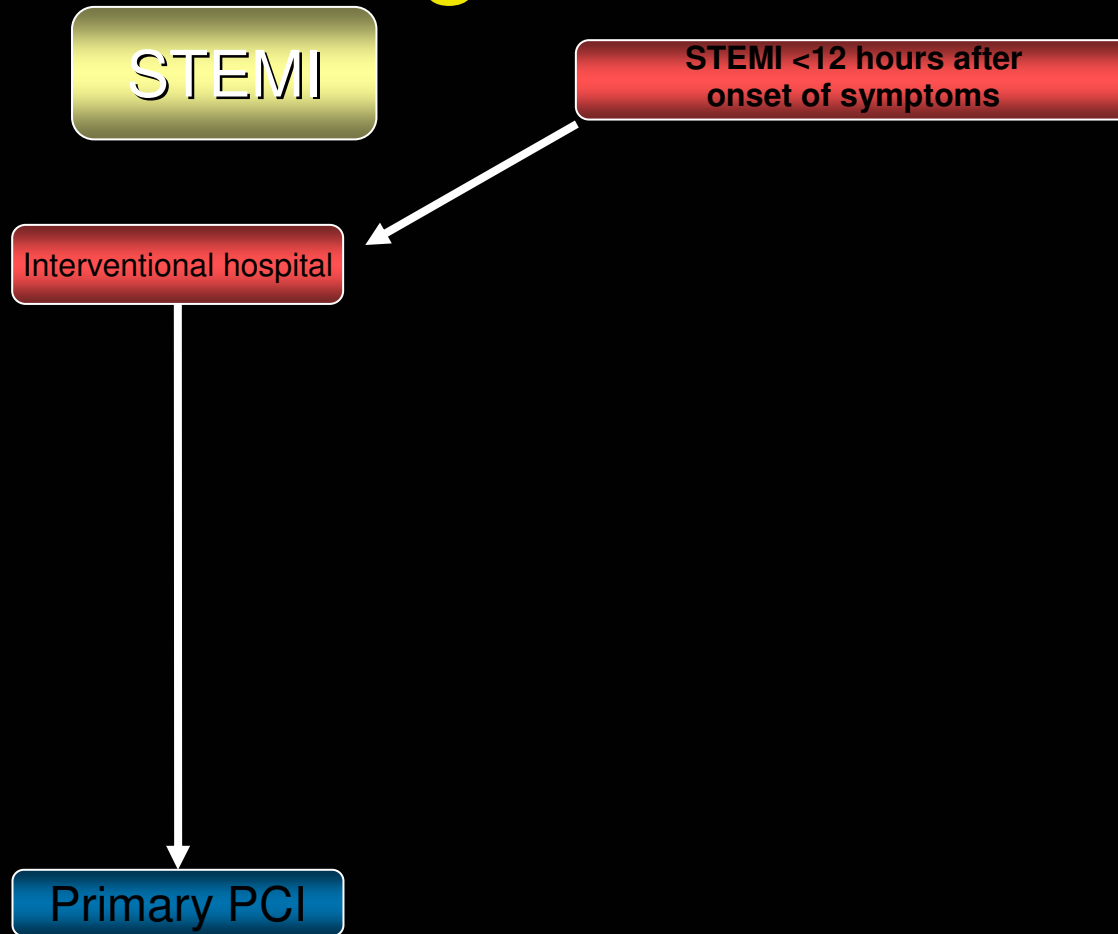 STEMI
STEMI <12 hours after
onset of symptoms
Interventional hospital
Primary PCI